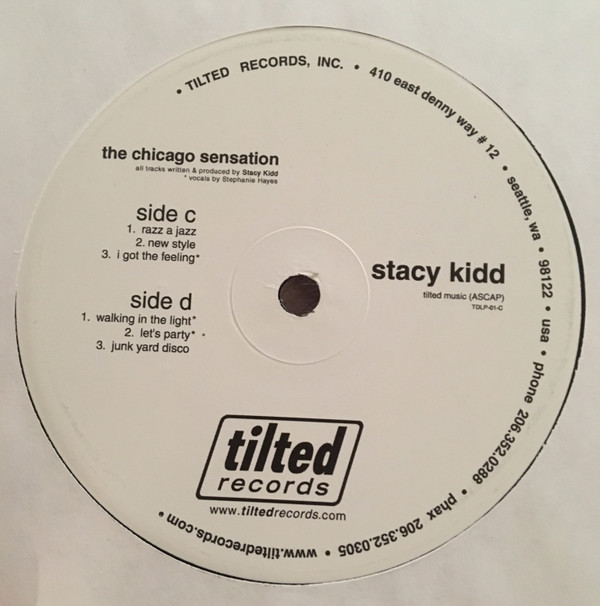 • TILTED RECORDS, INC. • 410 east denny way # 12 • seattle, wa • 98122 • usa • phone 206.352.0288 • phax 206.352.0305 • www.tiltedrecords.com •
the chicago sensation
all tracks written & produced by Stacy Kidd
* vocals by Stephanie Hayes
side c
1. razz a jazz
2. new style
3. i got the feeling*
stacy kidd
tilted music (ASCAP)
TDLP-01-C
side d
1. walking in the light*
2. let's party*
3. junk yard disco
tilted
records
www.tiltedrecords.com